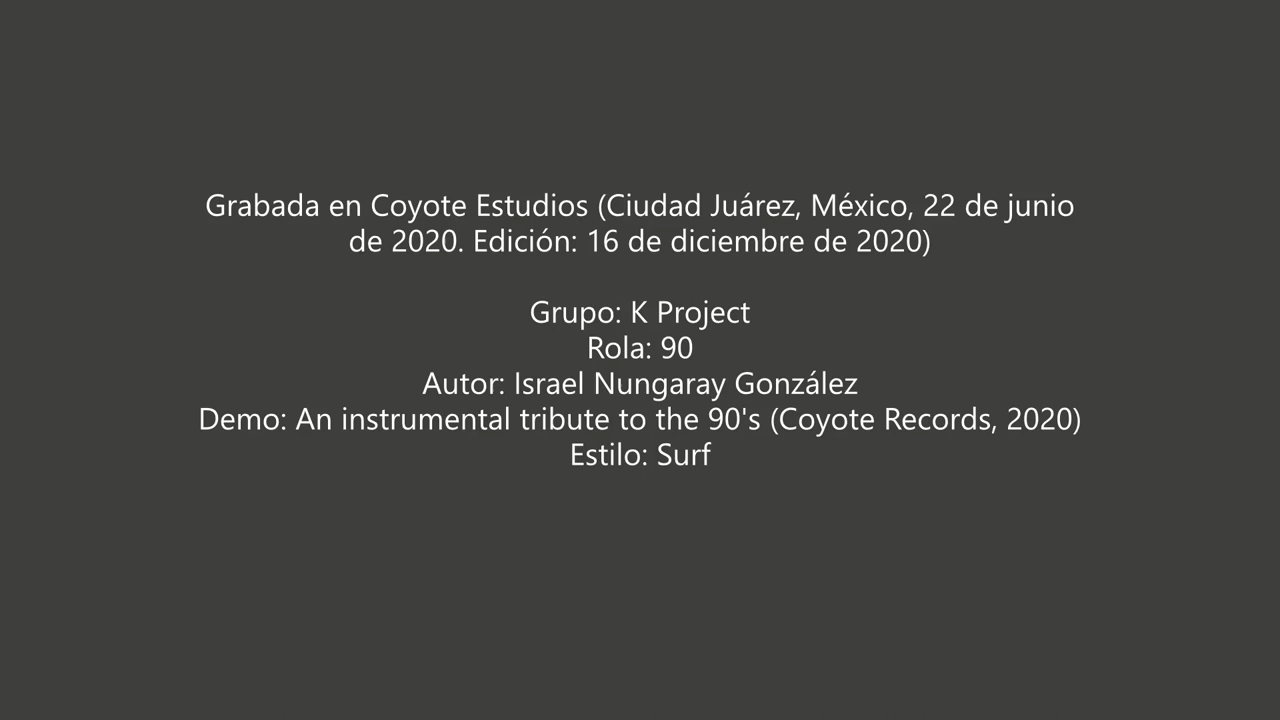 Grabada en Coyote Estudios (Ciudad Juárez, México, 22 de junio
de 2020. Edición: 16 de diciembre de 2020)
Grupo: K Project
Rola: 90
Autor: Israel Nungaray González
Demo: An instrumental tribute to the 90's (Coyote Records, 2020)
Estilo: Surf